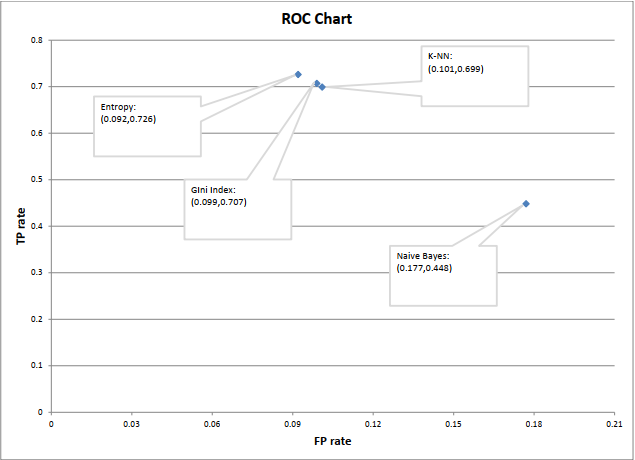 ROC Chart
0.8
0.7
0.6
0.5
0.4
0.3
0.2
0.1
0
TP rate
K-NN:
(0.101,0.699)
Entropy:
(0.092,0.726)
GIni Index:
(0.099,0.707)
Naive Bayes:
(0.177,0.448)
0 0.03 0.06 0.09 0.12 0.15 0.18 0.21
FP rate